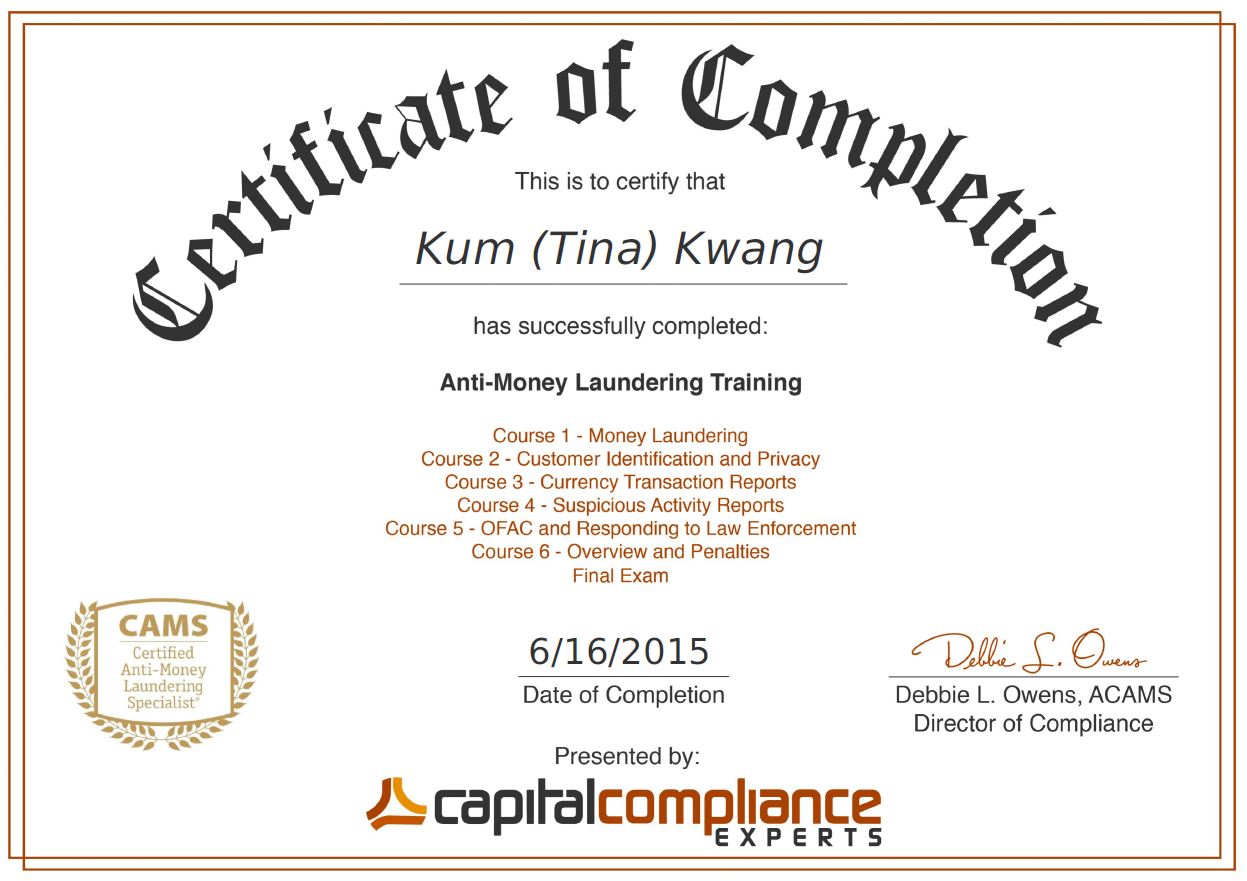 Certificate of Completion
This is to certify that
Kum (Tina) Kwang
has successfully completed:
Anti-Money Laundering Training
Course 1 - Money Laundering
Course 2 - Customer Identification and Privacy
Course 3 - Currency Transaction Reports
Course 4 - Suspicious Activity Reports
Course 5 - OFAC and Responding to Law Enforcement
Course 6 - Overview and Penalties
Final Exam
CAMS
Certified
Anti-Money
Laundering
Specialist®
6/16/2015
Date of Completion
Debbie L. Owens
Debbie L. Owens, ACAMS
Director of Compliance
Presented by:
capitalcompliance
EXPERTS